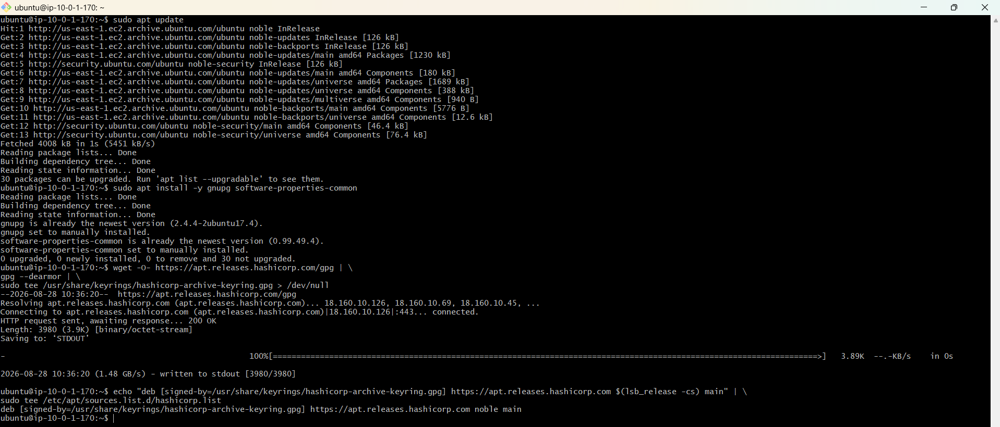 ubuntu@ip-10-0-1-170: ~
ubuntu@ip-10-0-1-170:~$ sudo apt update
Hit:1 http://us-east-1.ec2.archive.ubuntu.com/ubuntu noble InRelease
Get:2 http://us-east-1.ec2.archive.ubuntu.com/ubuntu noble-updates InRelease [126 kB]
Get:3 http://us-east-1.ec2.archive.ubuntu.com/ubuntu noble-backports InRelease [126 kB]
Get:4 http://us-east-1.ec2.archive.ubuntu.com/ubuntu noble-updates/main amd64 Packages [1230 kB]
Get:5 http://security.ubuntu.com/ubuntu noble-security InRelease [126 kB]
Get:6 http://us-east-1.ec2.archive.ubuntu.com/ubuntu noble-updates/main amd64 Components [180 kB]
Get:7 http://us-east-1.ec2.archive.ubuntu.com/ubuntu noble-updates/universe amd64 Packages [1689 kB]
Get:8 http://us-east-1.ec2.archive.ubuntu.com/ubuntu noble-updates/universe amd64 Components [388 kB]
Get:9 http://us-east-1.ec2.archive.ubuntu.com/ubuntu noble-updates/multiverse amd64 Components [940 B]
Get:10 http://us-east-1.ec2.archive.ubuntu.com/ubuntu noble-backports/main amd64 Components [5776 B]
Get:11 http://us-east-1.ec2.archive.ubuntu.com/ubuntu noble-backports/universe amd64 Components [12.6 kB]
Get:12 http://security.ubuntu.com/ubuntu noble-security/main amd64 Components [46.4 kB]
Get:13 http://security.ubuntu.com/ubuntu noble-security/universe amd64 Components [76.4 kB]
Fetched 4008 kB in 1s (5451 kB/s)
Reading package lists... Done
Building dependency tree... Done
Reading state information... Done
30 packages can be upgraded. Run 'apt list --upgradable' to see them.
ubuntu@ip-10-0-1-170:~$ sudo apt install -y gnupg software-properties-common
Reading package lists... Done
Building dependency tree... Done
Reading state information... Done
gnupg is already the newest version (2.4.4-2ubuntu17.4).
gnupg set to manually installed.
software-properties-common is already the newest version (0.99.49.4).
software-properties-common set to manually installed.
0 upgraded, 0 newly installed, 0 to remove and 30 not upgraded.
ubuntu@ip-10-0-1-170:~$ wget -O- https://apt.releases.hashicorp.com/gpg | \
gpg --dearmor | \
sudo tee /usr/share/keyrings/hashicorp-archive-keyring.gpg > /dev/null
--2026-08-28 10:36:20--  https://apt.releases.hashicorp.com/gpg
Resolving apt.releases.hashicorp.com (apt.releases.hashicorp.com)... 18.160.10.126, 18.160.10.69, 18.160.10.45, ...
Connecting to apt.releases.hashicorp.com (apt.releases.hashicorp.com)|18.160.10.126|:443... connected.
HTTP request sent, awaiting response... 200 OK
Length: 3980 (3.9K) [binary/octet-stream]
Saving to: ‘STDOUT’
- 100%[====================================================================================================================>] 3.89K --.-KB/s in 0s
2026-08-28 10:36:20 (1.48 GB/s) - written to stdout [3980/3980]
ubuntu@ip-10-0-1-170:~$ echo "deb [signed-by=/usr/share/keyrings/hashicorp-archive-keyring.gpg] https://apt.releases.hashicorp.com $(lsb_release -cs) main" | \
sudo tee /etc/apt/sources.list.d/hashicorp.list
deb [signed-by=/usr/share/keyrings/hashicorp-archive-keyring.gpg] https://apt.releases.hashicorp.com noble main
ubuntu@ip-10-0-1-170:~$